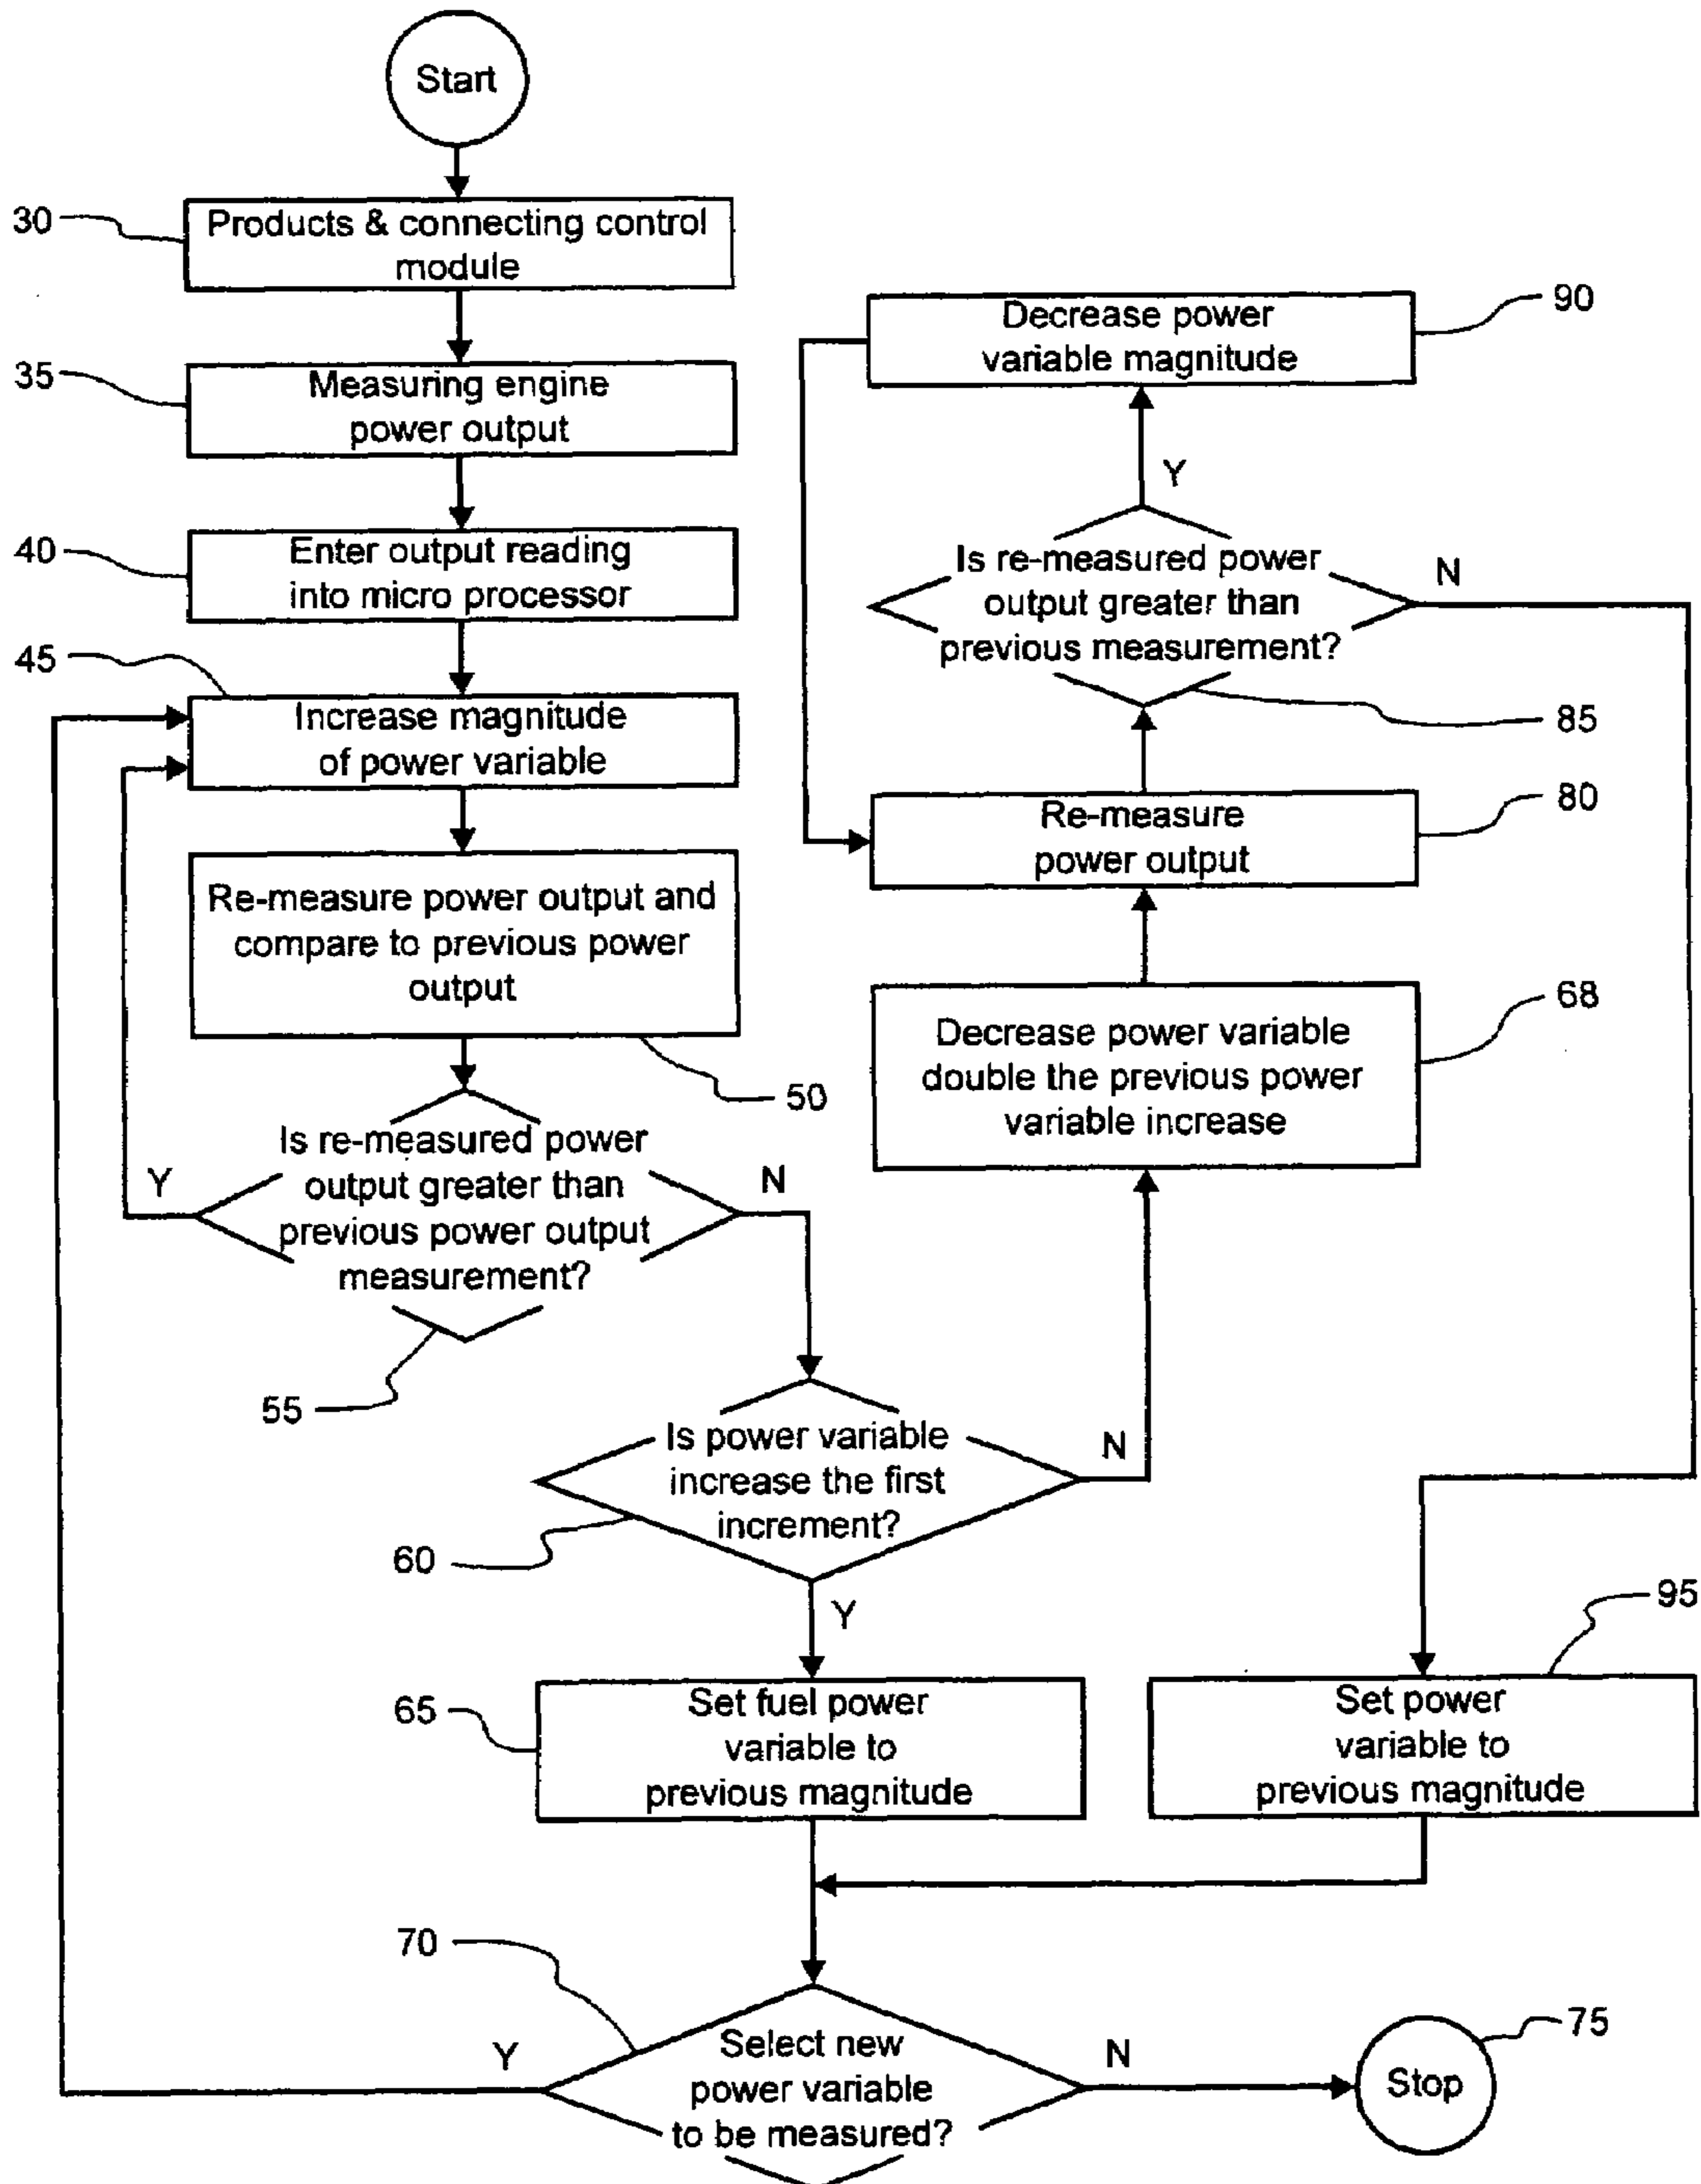 Start
30
Products & connecting control
module
35
Measuring engine
power output
40
Enter output reading
into micro processor
45
Increase magnitude
of power variable
Re-measure power output and
compare to previous power
output
50
Is re-measured power
output greater than
previous power output
measurement?
Y
N
55
Is power variable
increase the first
increment?
60
N
Y
65
Set fuel power
variable to
previous magnitude
70
Select new
power variable
to be measured?
Y
N
Stop
75
90
Decrease power
variable magnitude
Y
Is re-measured power
output greater than
previous measurement?
N
85
Re-measure
power output
80
Decrease power variable
double the previous power
variable increase
68
95
Set power
variable to
previous magnitude